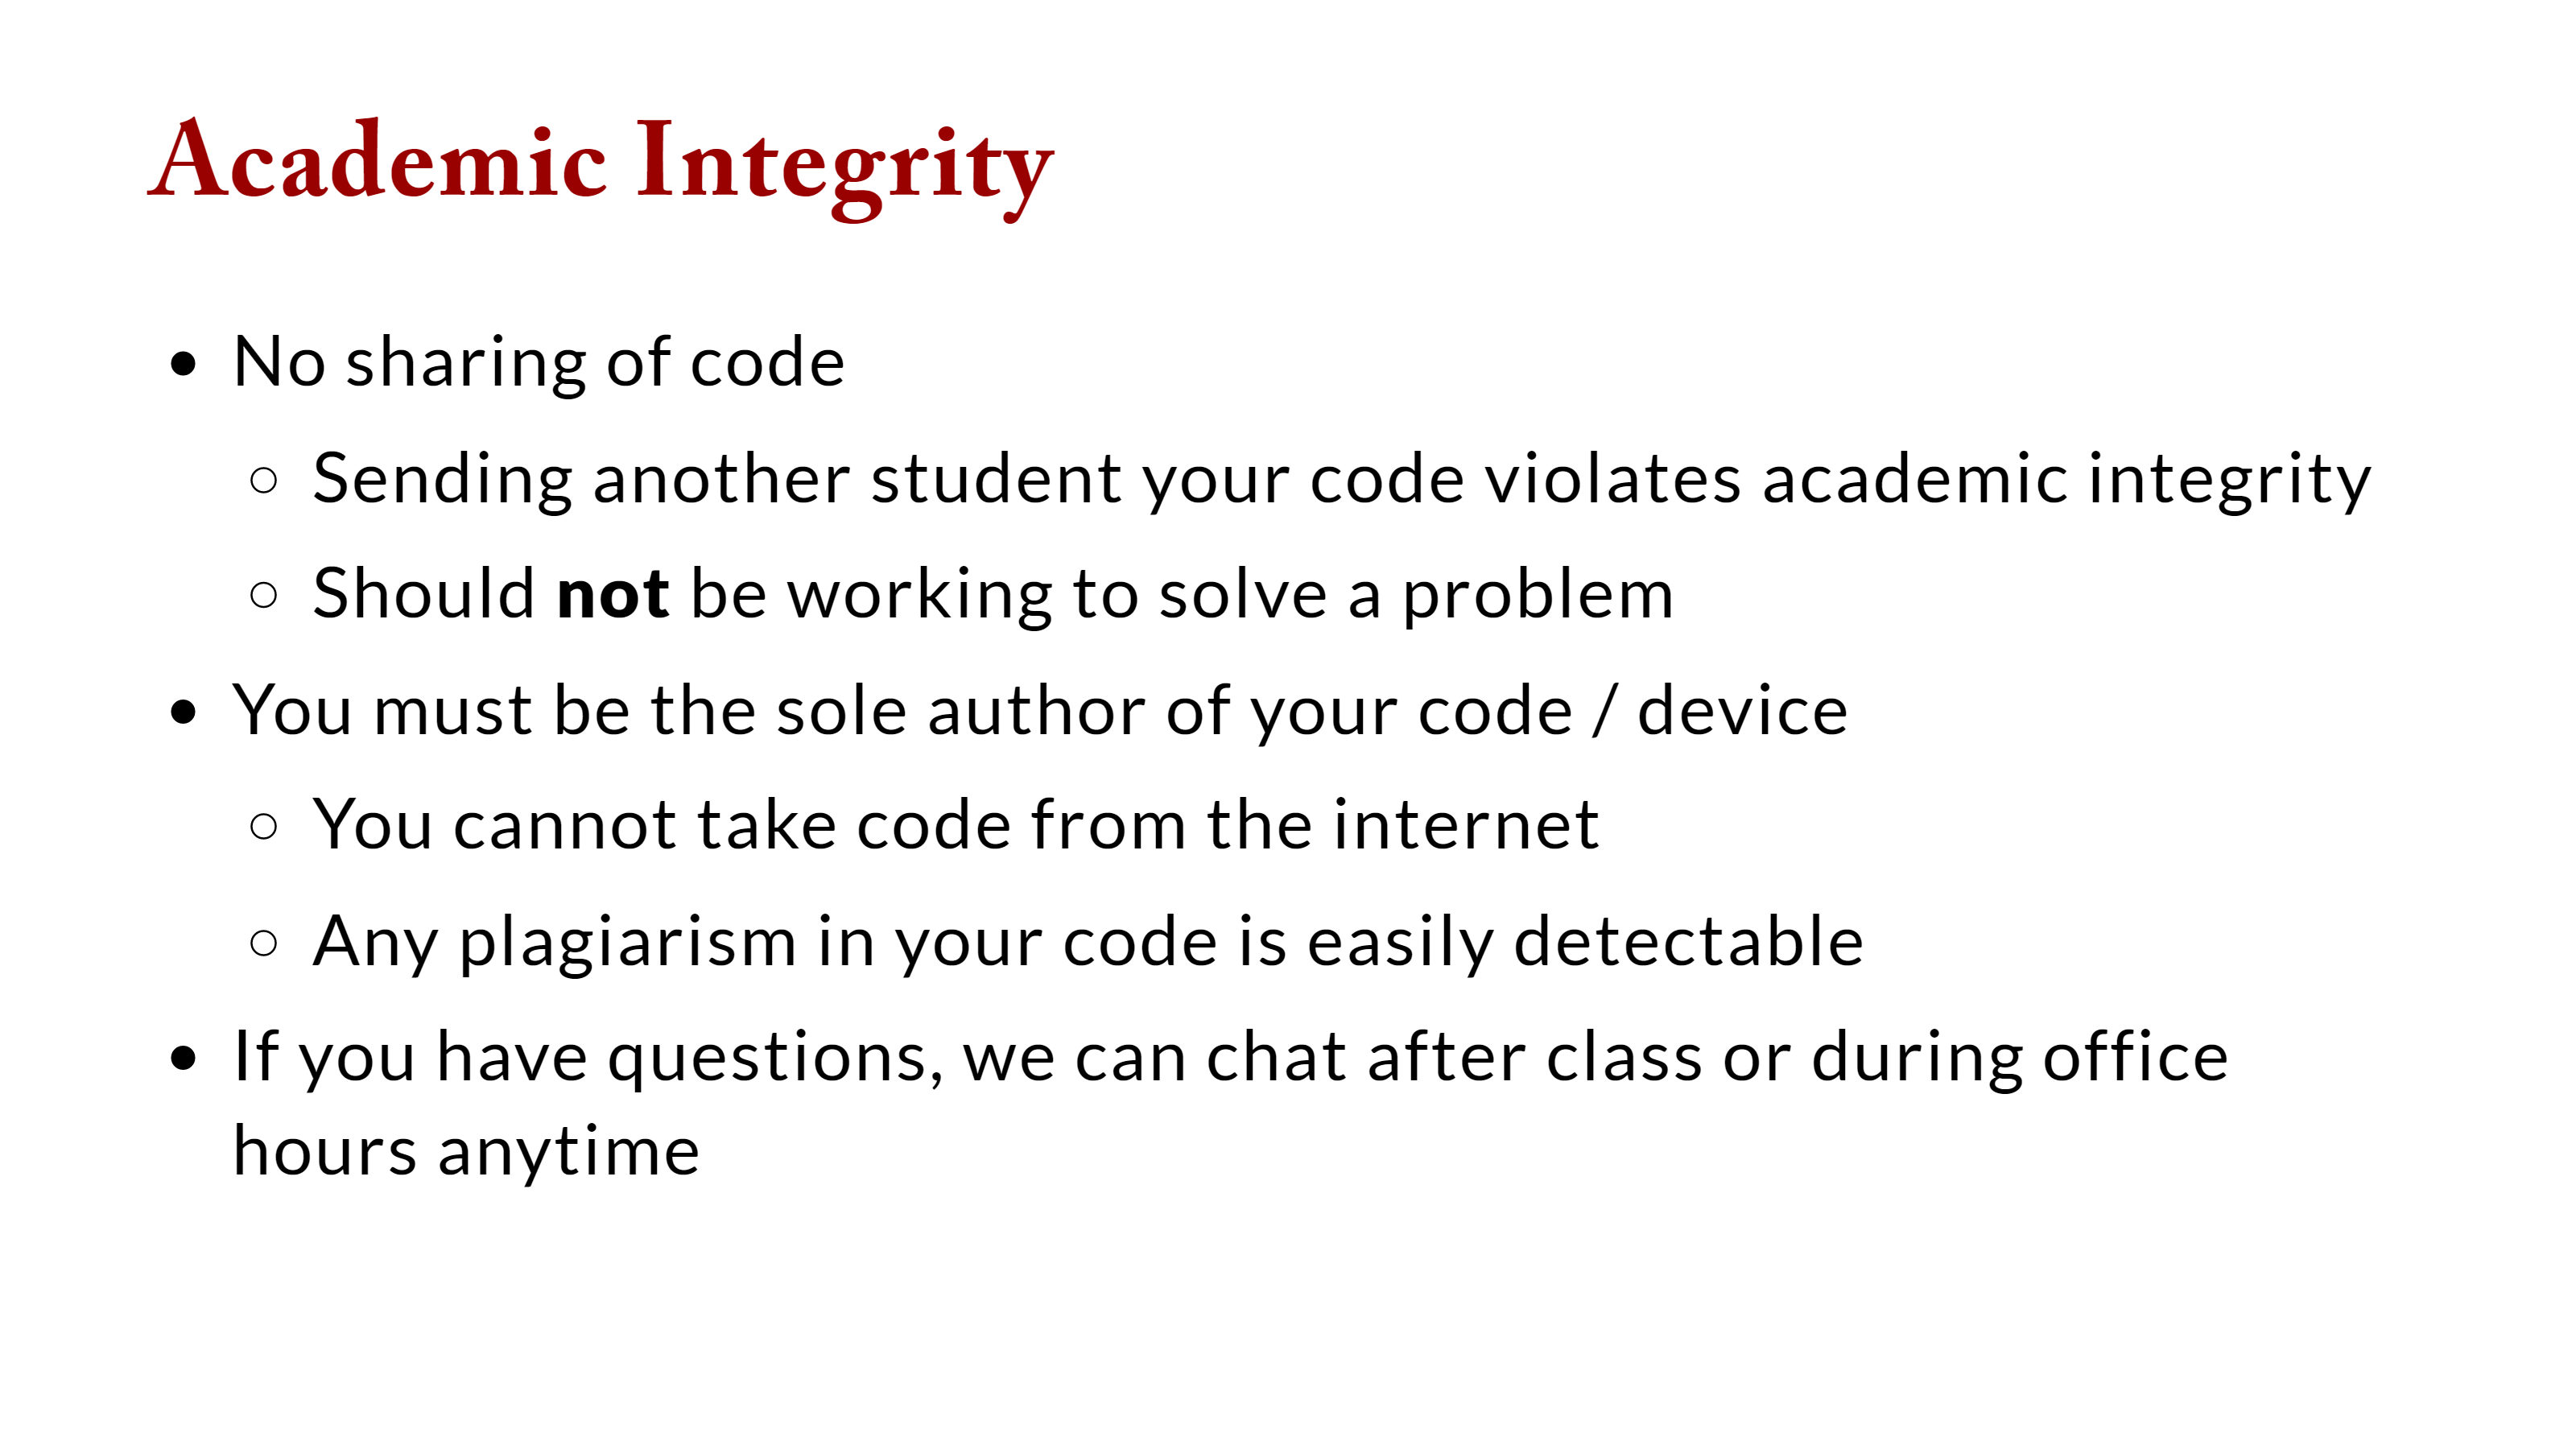 Academic Integrity
• No sharing of code
○ Sending another student your code violates academic integrity
○ Should not be working to solve a problem
• You must be the sole author of your code / device
○ You cannot take code from the internet
○ Any plagiarism in your code is easily detectable
• If you have questions, we can chat after class or during office
hours anytime